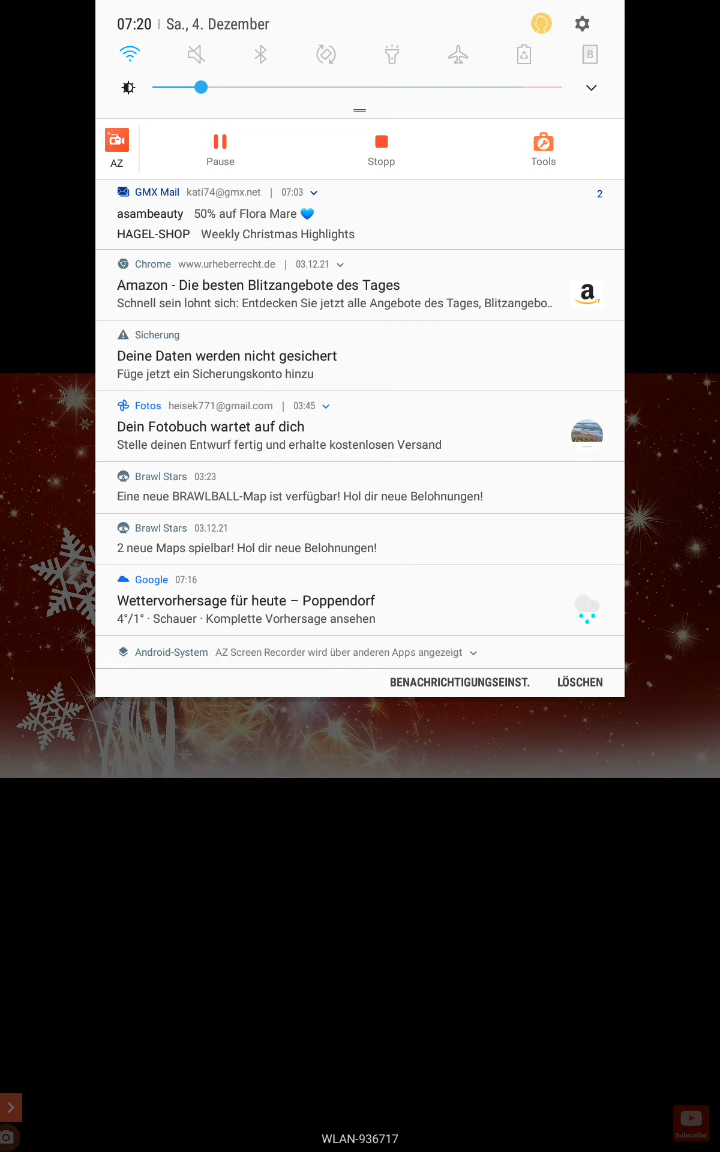 07:20 | Sa., 4. Dezember
B
AZ
Pause
Stopp
Tools
GMX Mail kati74@gmx.net | 07:03
2
asambeauty 50% auf Flora Mare 💙
HAGEL-SHOP Weekly Christmas Highlights
Chrome www.urheberrecht.de | 03.12.21
Amazon - Die besten Blitzangebote des Tages
Schnell sein lohnt sich: Entdecken Sie jetzt alle Angebote des Tages, Blitzangebo..
a
Sicherung
Deine Daten werden nicht gesichert
Füge jetzt ein Sicherungskonto hinzu
Fotos heisek771@gmail.com | 03:45
Dein Fotobuch wartet auf dich
Stelle deinen Entwurf fertig und erhalte kostenlosen Versand
Brawl Stars 03:23
Eine neue BRAWLBALL-Map ist verfügbar! Hol dir neue Belohnungen!
Brawl Stars 03.12.21
2 neue Maps spielbar! Hol dir neue Belohnungen!
Google 07:16
Wettervorhersage für heute – Poppendorf
4°/1° · Schauer · Komplette Vorhersage ansehen
Android-System AZ Screen Recorder wird über anderen Apps angezeigt
BENACHRICHTIGUNGSEINST. LÖSCHEN
Subscribe
WLAN-936717